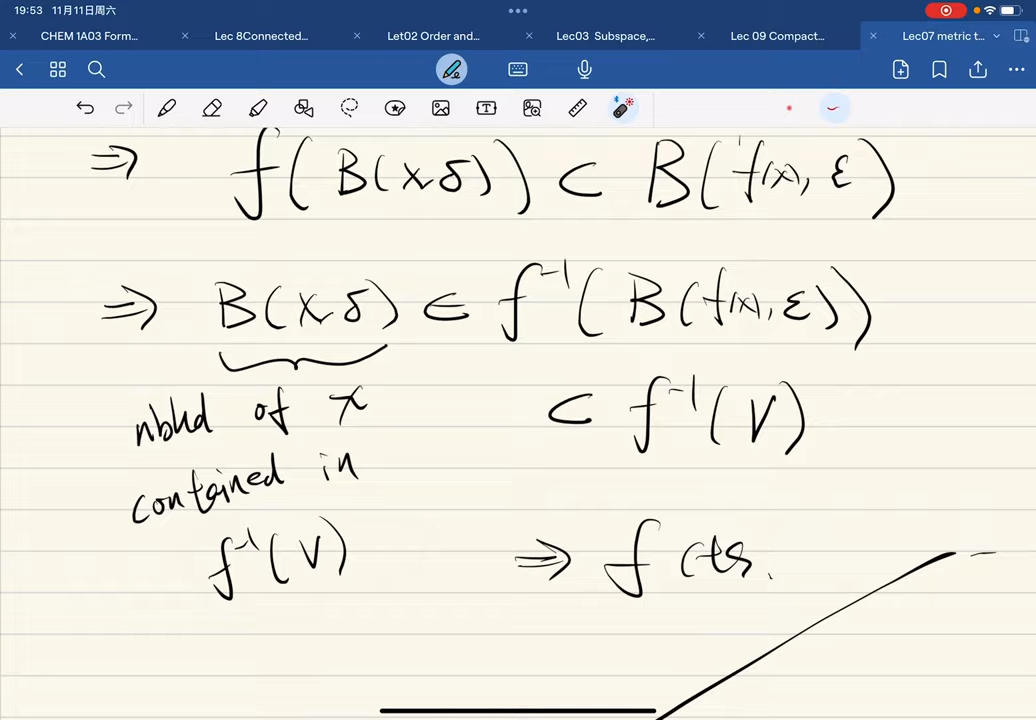 19:53 11月11日周六
CHEM 1A03 Form... Lec 8Connected... Let02 Order and... Lec03 Subspace,... Lec 09 Compact... Lec07 metric t...
⇒ f(B(x,δ)) ⊂ B(f(x), ε)
⇒ B(x,δ) ∈ f⁻¹(B(f(x), ε))
nbhd of x ⊂ f⁻¹(V)
contained in
f⁻¹(V) ⇒ f cts.